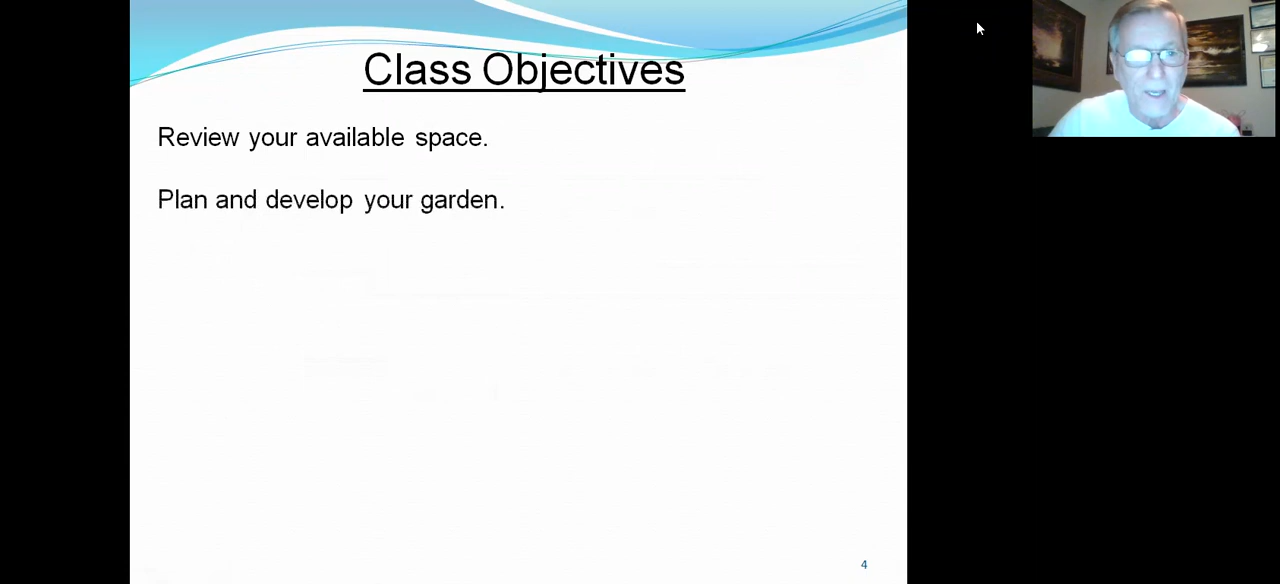 Class Objectives
Review your available space.
Plan and develop your garden.
4